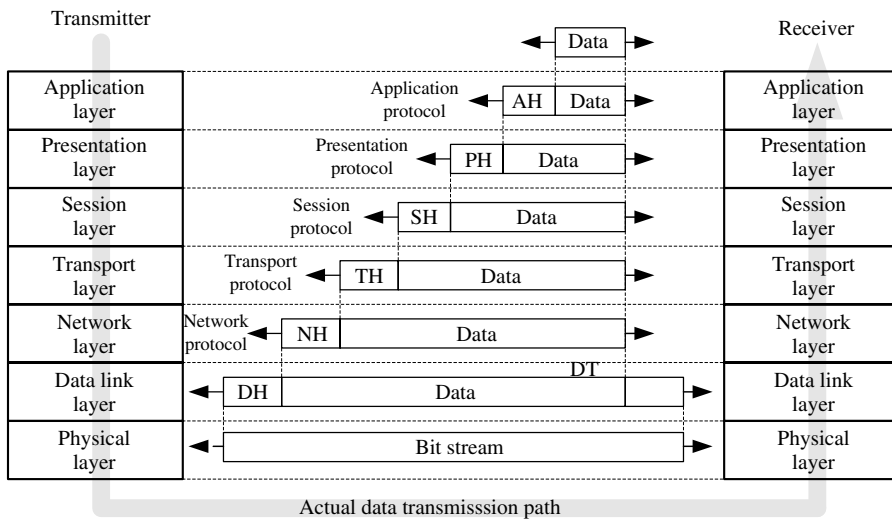 Transmitter
Data
Receiver
Application
layer
Application
protocol
AH
Data
Application
layer
Presentation
layer
Presentation
protocol
PH
Data
Presentation
layer
Session
layer
Session
protocol
SH
Data
Session
layer
Transport
layer
Transport
protocol
TH
Data
Transport
layer
Network
layer
Network
protocol
NH
Data
Network
layer
Data link
layer
DH
Data
DT
Data link
layer
Physical
layer
Bit stream
Physical
layer
Actual data transmisssion path